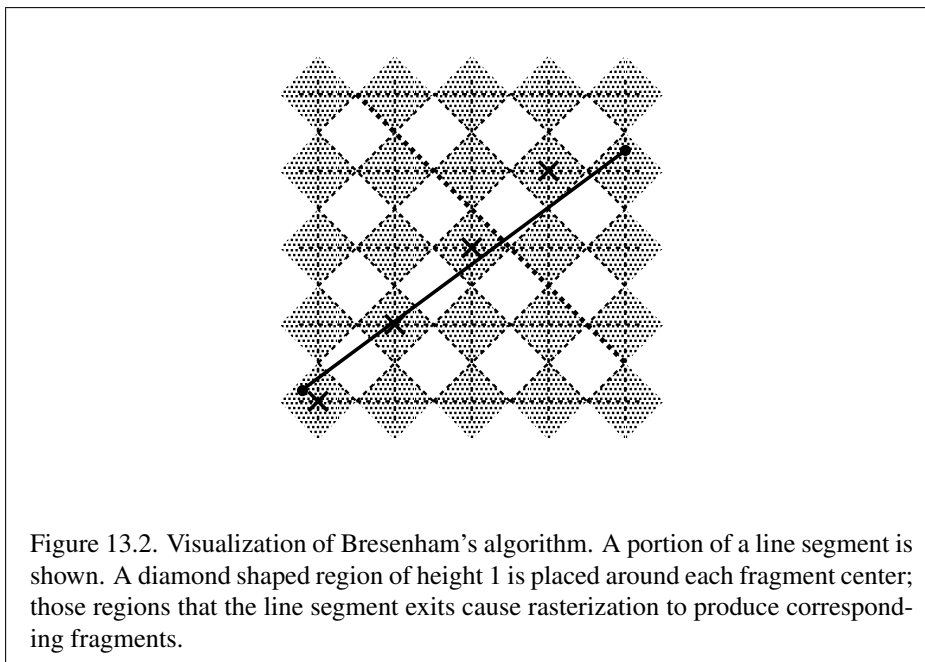 Figure 13.2. Visualization of Bresenham's algorithm. A portion of a line segment is
shown. A diamond shaped region of height 1 is placed around each fragment center;
those regions that the line segment exits cause rasterization to produce correspond-
ing fragments.